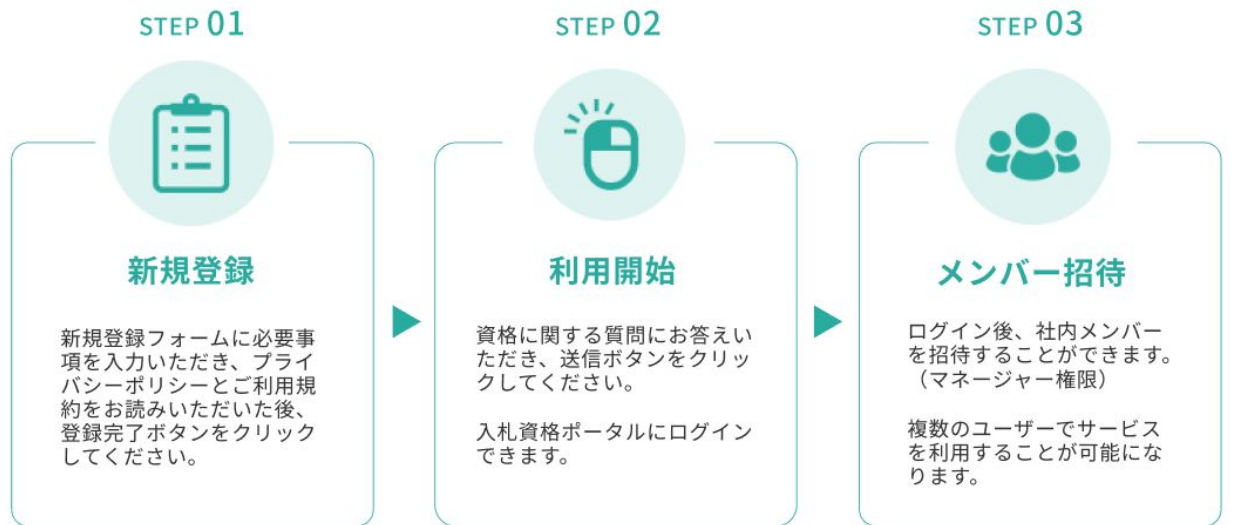 STEP 01
新規登録
新規登録フォームに必要事
項を入力いただき、プライ
バシーポリシーとご利用規
約をお読みいただいた後、
登録完了ボタンをクリック
してください。
STEP 02
利用開始
資格に関する質問にお答えい
ただき、送信ボタンをクリッ
クしてください。
入札資格ポータルにログイン
できます。
STEP 03
メンバー招待
ログイン後、社内メンバー
を招待することができます。
（マネージャー権限）
複数のユーザーでサービス
を利用することが可能にな
ります。